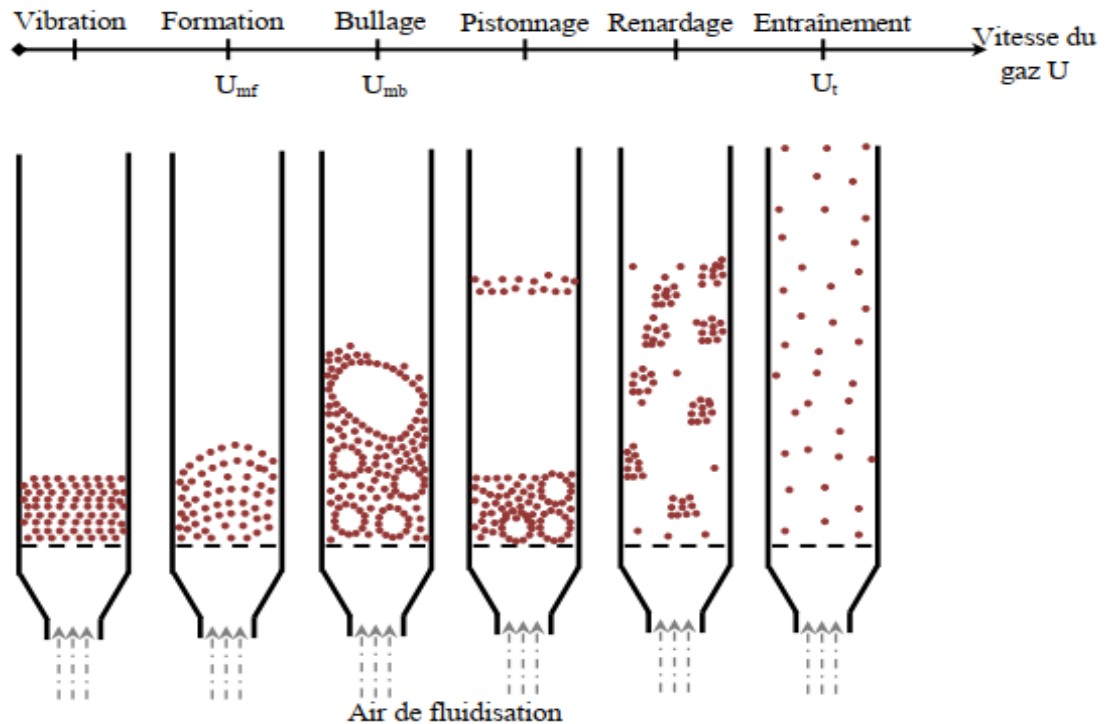 Vibration Formation Bullage Pistonnage Renardage Entraînement
Vitesse du
gaz U
Umf Umb Ut
Air de fluidisation